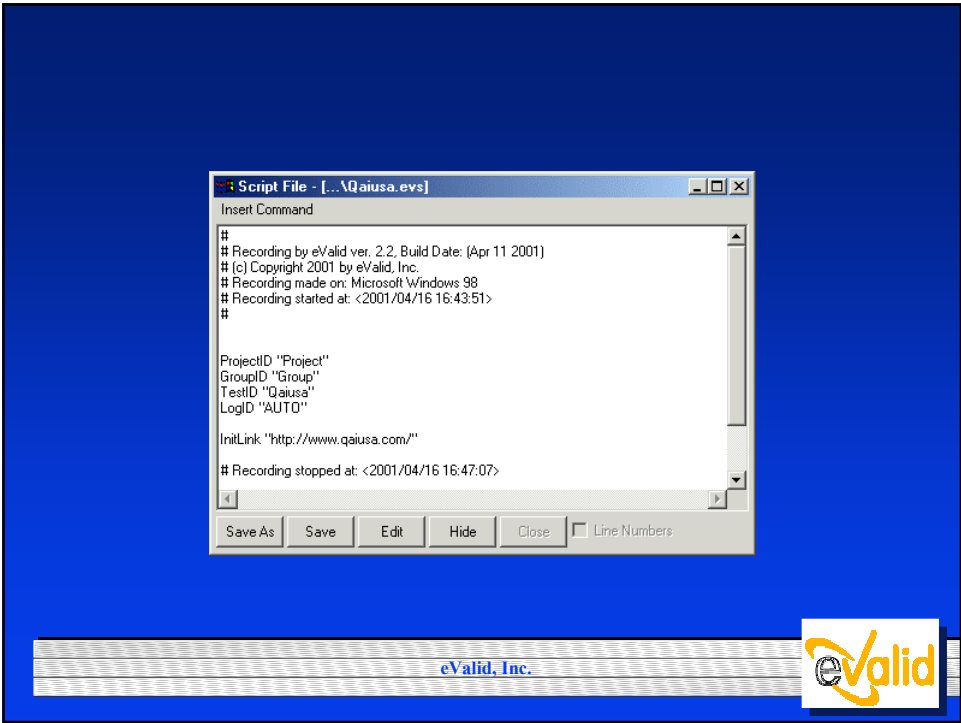 Script File - [...\Qaiusa.evs]
Insert Command
#
# Recording by eValid ver. 2.2, Build Date: (Apr 11 2001)
# (c) Copyright 2001 by eValid, Inc.
# Recording made on: Microsoft Windows 98
# Recording started at: <2001/04/16 16:43:51>
#
ProjectID "Project"
GroupID "Group"
TestID "Qaiusa"
LogID "AUTO"
InitLink "http://www.qaiusa.com/"
# Recording stopped at: <2001/04/16 16:47:07>
Save As Save Edit Hide Close Line Numbers
eValid, Inc.
eValid